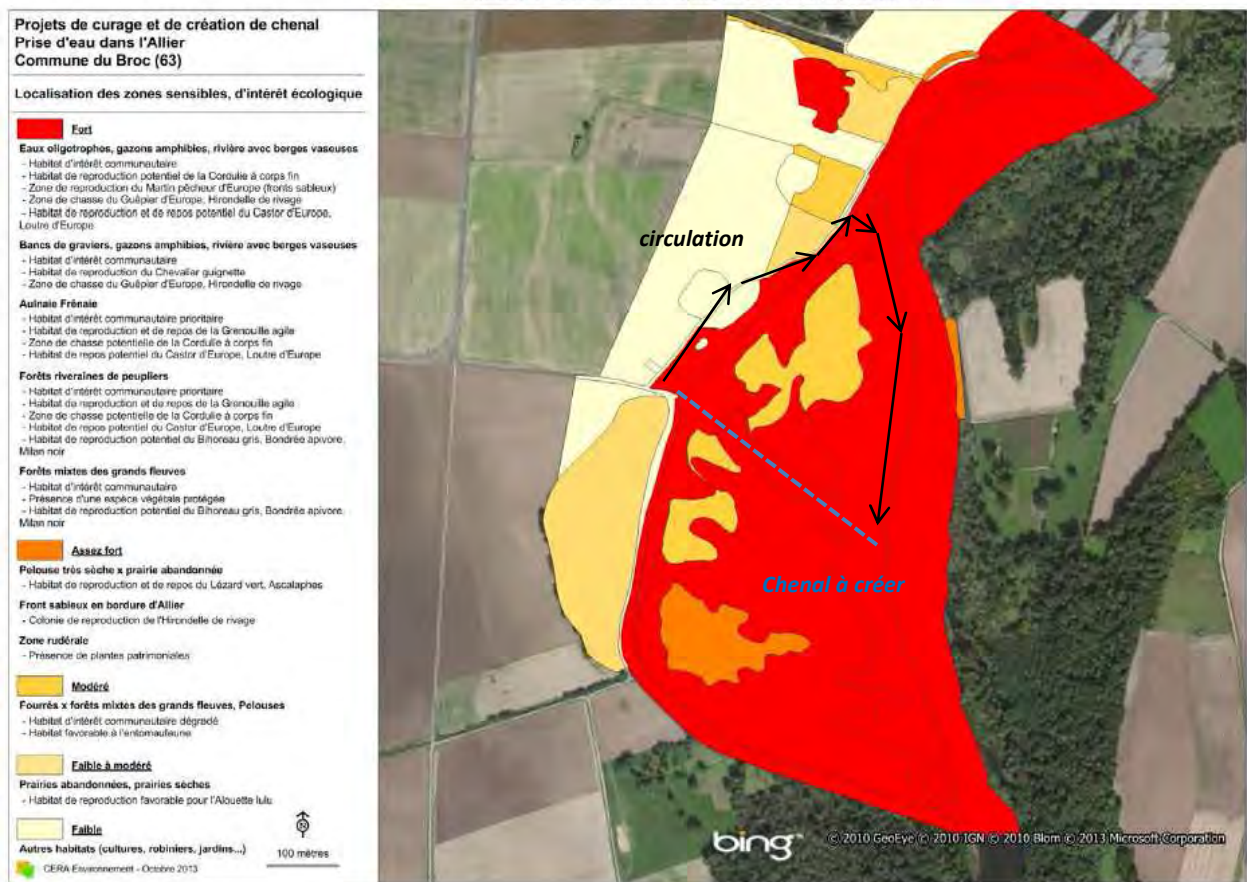 Projets de curage et de création de chenal
Prise d'eau dans l'Allier
Commune du Broc (63)
Localisation des zones sensibles, d'intérêt écologique
Fort
Eaux oligotrophes, gazons amphibies, rivière avec berges vaseuses
- Habitat d'intérêt communautaire
- Habitat de reproduction potentiel de la Cordulie à corps fin
- Zone de reproduction du Martin pêcheur d'Europe (fronts sableux)
- Zone de chasse du Guêpier d'Europe, Hirondelle de rivage
- Habitat de reproduction et de repos potentiel du Castor d'Europe,
Loutre d'Europe
Bancs de graviers, gazons amphibies, rivière avec berges vaseuses
- Habitat d'intérêt communautaire
- Habitat de reproduction du Chevalier guignette
- Zone de chasse du Guêpier d'Europe, Hirondelle de rivage
Aulnaie Frênaie
- Habitat d'intérêt communautaire prioritaire
- Habitat de reproduction et de repos de la Grenouille agile
- Zone de chasse potentielle de la Cordulie à corps fin
- Habitat de repos potentiel du Castor d'Europe, Loutre d'Europe
Forêts riveraines de peupliers
- Habitat d'intérêt communautaire prioritaire
- Habitat de reproduction et de repos de la Grenouille agile
- Zone de chasse potentielle de la Cordulie à corps fin
- Habitat de repos potentiel du Castor d'Europe, Loutre d'Europe
- Habitat de reproduction potentiel du Bihoreau gris, Bondrée apivore,
Milan noir
Forêts mixtes des grands fleuves
- Habitat d'intérêt communautaire
- Présence d'une espèce végétale protégée
- Habitat de reproduction potentiel du Bihoreau gris, Bondrée apivore,
Milan noir
Assez fort
Pelouse très sèche x prairie abandonnée
- Habitat de reproduction et de repos du Lézard vert, Ascalaphes
Front sableux en bordure d'Allier
- Colonie de reproduction de l'Hirondelle de rivage
Zone rudérale
- Présence de plantes patrimoniales
Modéré
Fourrés x forêts mixtes des grands fleuves, Pelouses
- Habitat d'intérêt communautaire dégradé
- Habitat favorable à l'entomofaune
Faible à modéré
Prairies abandonnées, prairies sèches
- Habitat de reproduction favorable pour l'Alouette lulu
Faible
Autres habitats (cultures, robiniers, jardins...)
N
100 mètres
CERA Environnement - Octobre 2013
circulation
Chenal à créer
bing™
© 2010 GeoEye © 2010 IGN © 2010 Blom © 2013 Microsoft Corporation